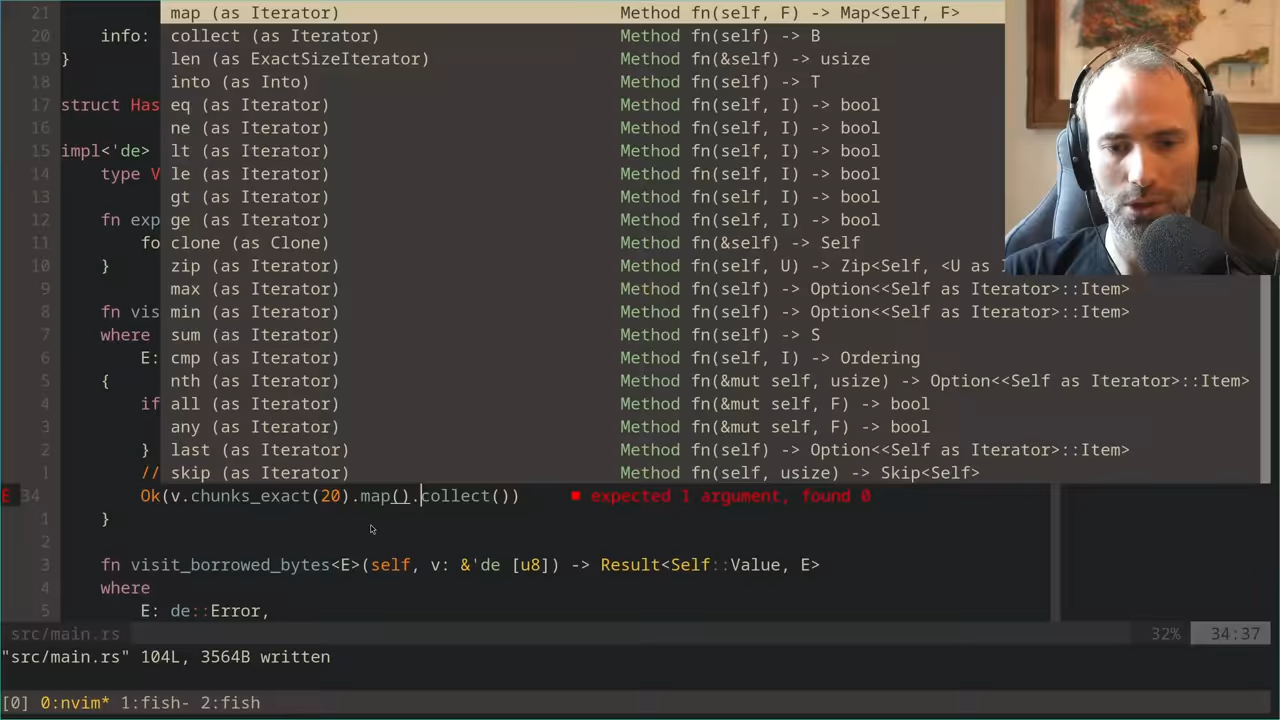 21 map (as Iterator) Method fn(self, F) -> Map<Self, F>
20 info: collect (as Iterator) Method fn(self) -> B
19 } len (as ExactSizeIterator) Method fn(&self) -> usize
18 into (as Into) Method fn(self) -> T
17 struct Has eq (as Iterator) Method fn(self, I) -> bool
16 ne (as Iterator) Method fn(self, I) -> bool
15 impl<'de> lt (as Iterator) Method fn(self, I) -> bool
14 type V le (as Iterator) Method fn(self, I) -> bool
13 gt (as Iterator) Method fn(self, I) -> bool
12 fn exp ge (as Iterator) Method fn(self, I) -> bool
11 fo clone (as Clone) Method fn(&self) -> Self
10 } zip (as Iterator) Method fn(self, U) -> Zip<Self, <U as I
9 max (as Iterator) Method fn(self) -> Option<<Self as Iterator>::Item>
8 fn vis min (as Iterator) Method fn(self) -> Option<<Self as Iterator>::Item>
7 where sum (as Iterator) Method fn(self) -> S
6 E: cmp (as Iterator) Method fn(self, I) -> Ordering
5 { nth (as Iterator) Method fn(&mut self, usize) -> Option<<Self as Iterator>::Item>
4 if all (as Iterator) Method fn(&mut self, F) -> bool
3 any (as Iterator) Method fn(&mut self, F) -> bool
2 } last (as Iterator) Method fn(self) -> Option<<Self as Iterator>::Item>
1 // skip (as Iterator) Method fn(self, usize) -> Skip<Self>
E 34 Ok(v.chunks_exact(20).map().collect()) ■ expected 1 argument, found 0
1 }
2
3 fn visit_borrowed_bytes<E>(self, v: &'de [u8]) -> Result<Self::Value, E>
4 where
5 E: de::Error,
src/main.rs 32% 34:37
"src/main.rs" 104L, 3564B written
[0] 0:nvim* 1:fish- 2:fish